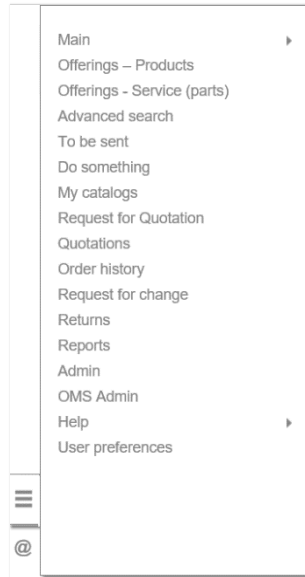 Main
Offerings – Products
Offerings - Service (parts)
Advanced search
To be sent
Do something
My catalogs
Request for Quotation
Quotations
Order history
Request for change
Returns
Reports
Admin
OMS Admin
Help
User preferences
@